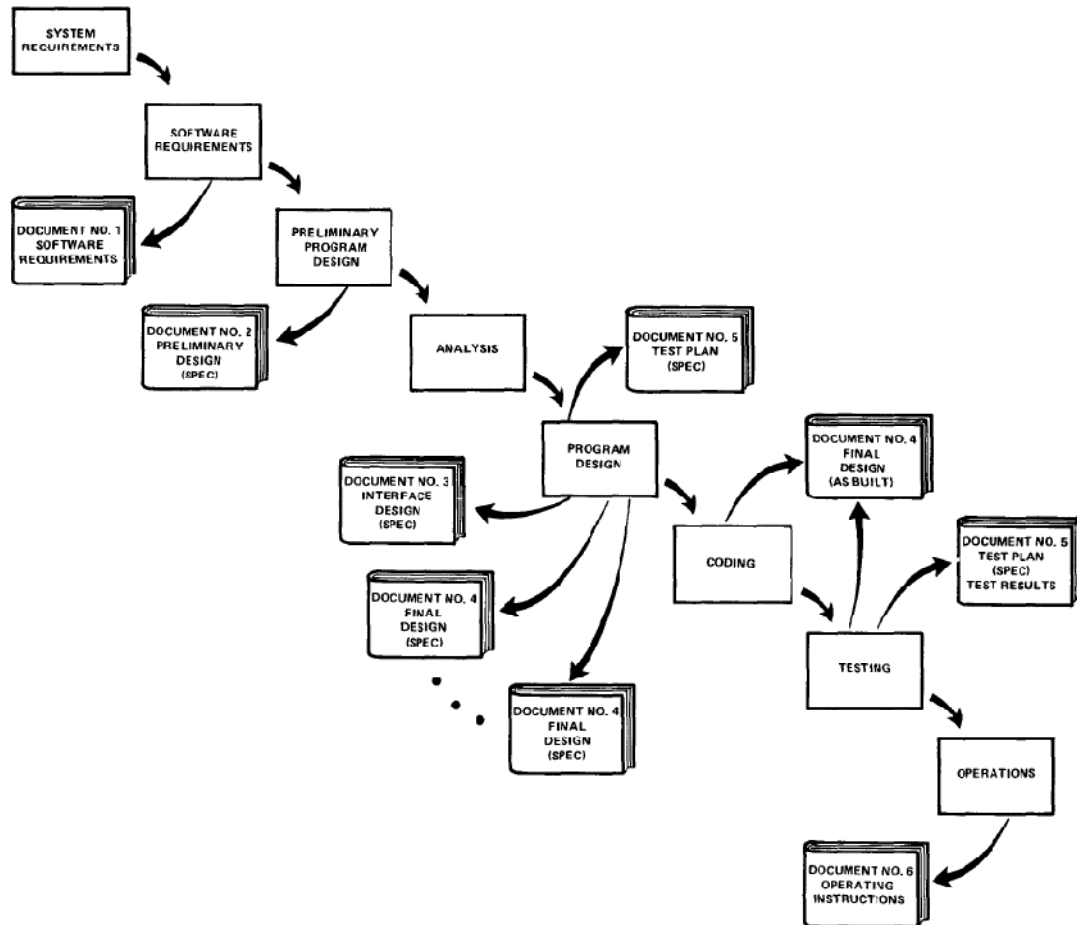 SYSTEM
REQUIREMENTS
SOFTWARE
REQUIREMENTS
DOCUMENT NO. 1
SOFTWARE
REQUIREMENTS
PRELIMINARY
PROGRAM
DESIGN
DOCUMENT NO. 2
PRELIMINARY
DESIGN
(SPEC)
ANALYSIS
DOCUMENT NO. 5
TEST PLAN
(SPEC)
PROGRAM
DESIGN
DOCUMENT NO. 3
INTERFACE
DESIGN
(SPEC)
DOCUMENT NO. 4
FINAL
DESIGN
(SPEC)
DOCUMENT NO. 4
FINAL
DESIGN
(SPEC)
CODING
DOCUMENT NO. 4
FINAL
DESIGN
(AS BUILT)
DOCUMENT NO. 5
TEST PLAN
(SPEC)
TEST RESULTS
TESTING
OPERATIONS
DOCUMENT NO. 6
OPERATING
INSTRUCTIONS